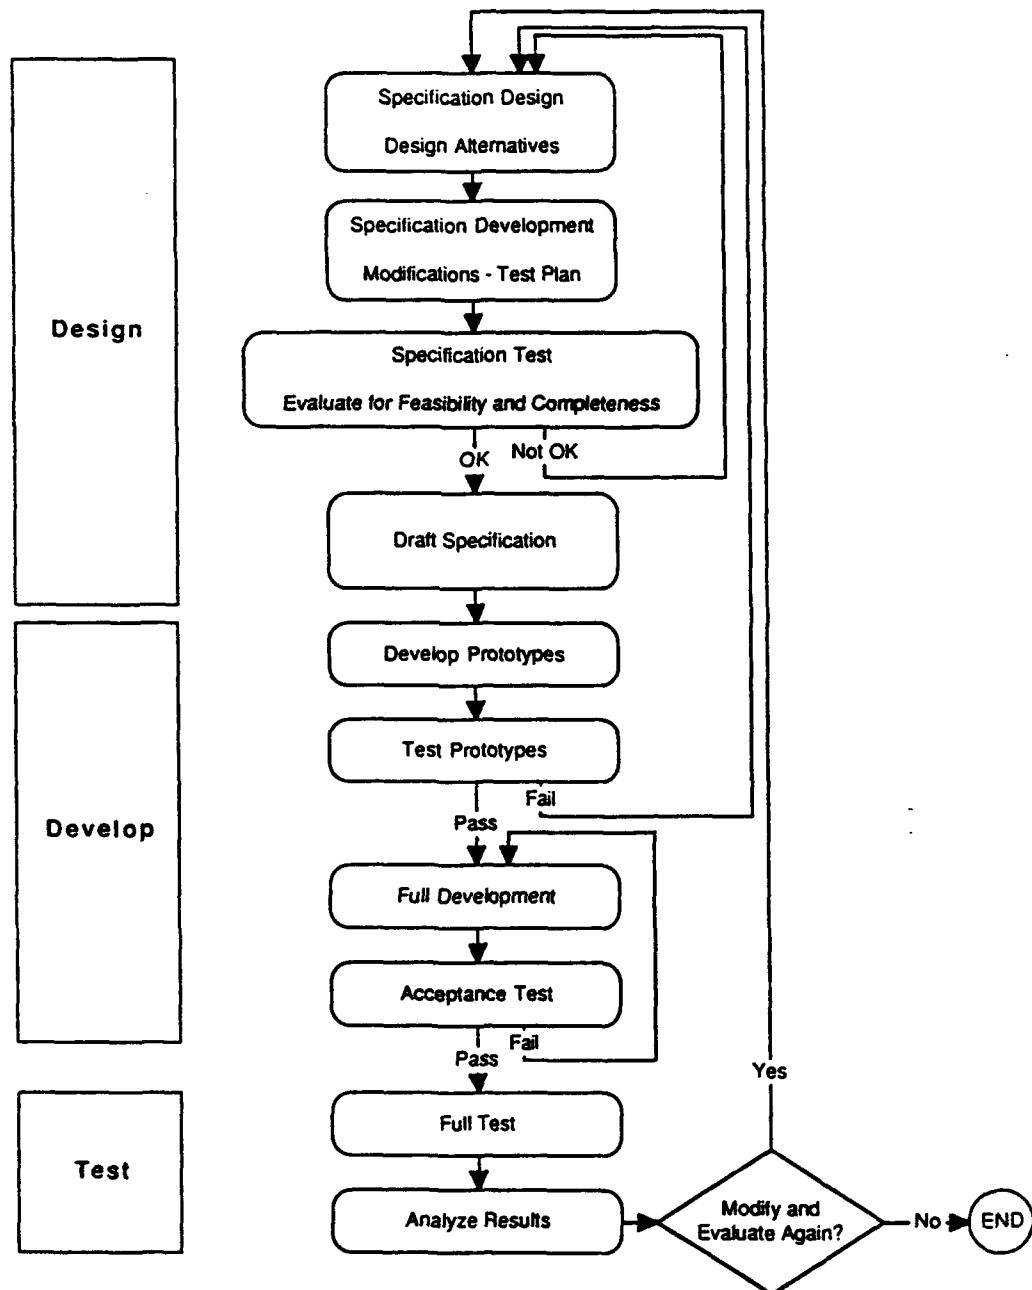 Specification Design
Design Alternatives
Specification Development
Modifications - Test Plan
Design
Specification Test
Evaluate for Feasibility and Completeness
OK
Not OK
Draft Specification
Develop Prototypes
Test Prototypes
Fail
Pass
Develop
Full Development
Acceptance Test
Fail
Pass
Yes
Full Test
Test
Analyze Results
Modify and
Evaluate Again?
No
END